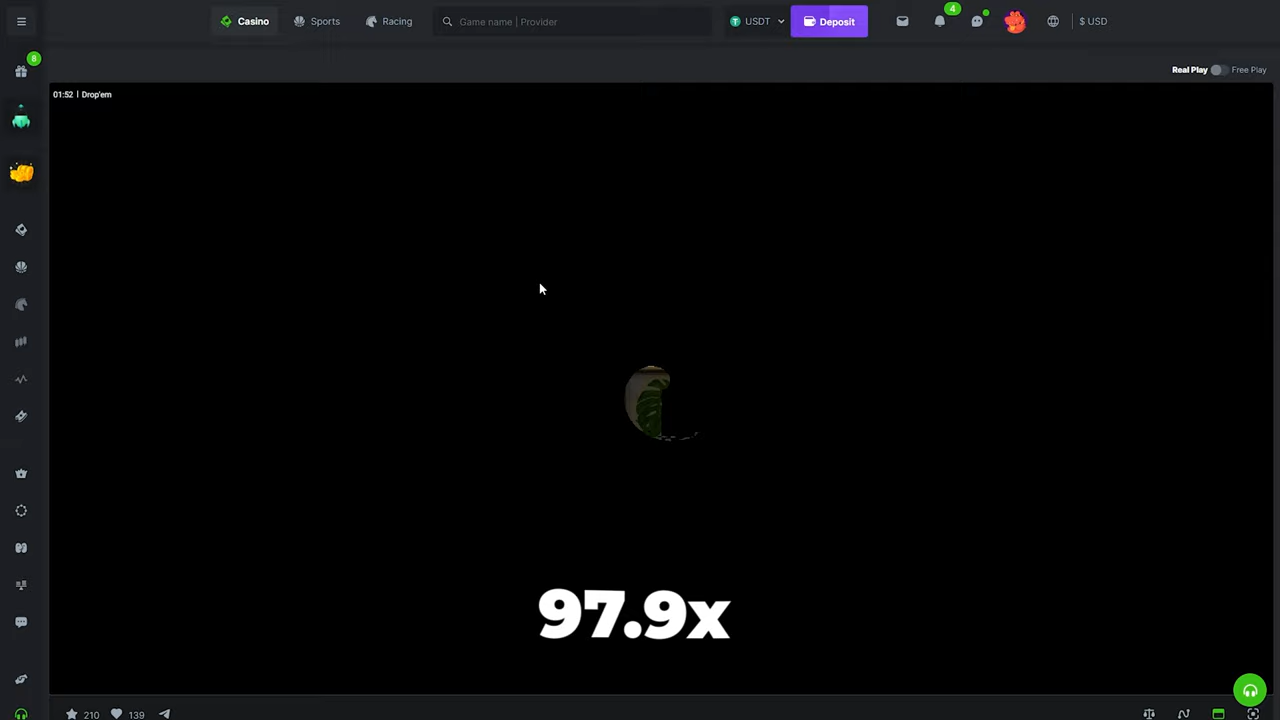 Casino
Sports
Racing
Game name | Provider
USDT
Deposit
4
$ USD
8
Real Play
Free Play
01:52 | Drop'em
97.9x
210
139